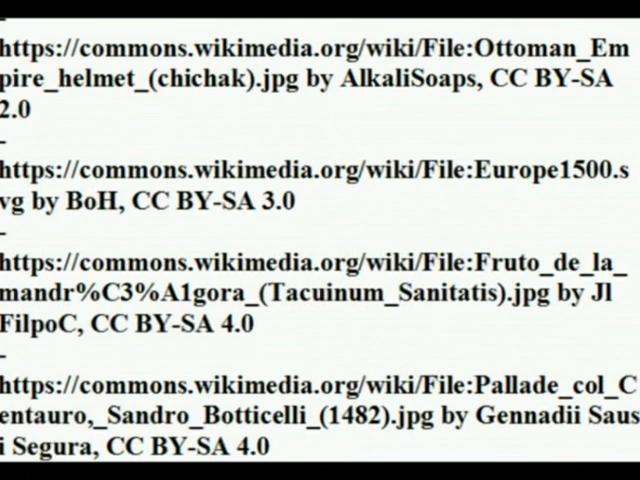 -
https://commons.wikimedia.org/wiki/File:Ottoman_Em
pire_helmet_(chichak).jpg by AlkaliSoaps, CC BY-SA
2.0
-
https://commons.wikimedia.org/wiki/File:Europe1500.s
vg by BoH, CC BY-SA 3.0
-
https://commons.wikimedia.org/wiki/File:Fruto_de_la_
mandr%C3%A1gora_(Tacuinum_Sanitatis).jpg by Jl
FilpoC, CC BY-SA 4.0
-
https://commons.wikimedia.org/wiki/File:Pallade_col_C
entauro,_Sandro_Botticelli_(1482).jpg by Gennadii Saus
i Segura, CC BY-SA 4.0